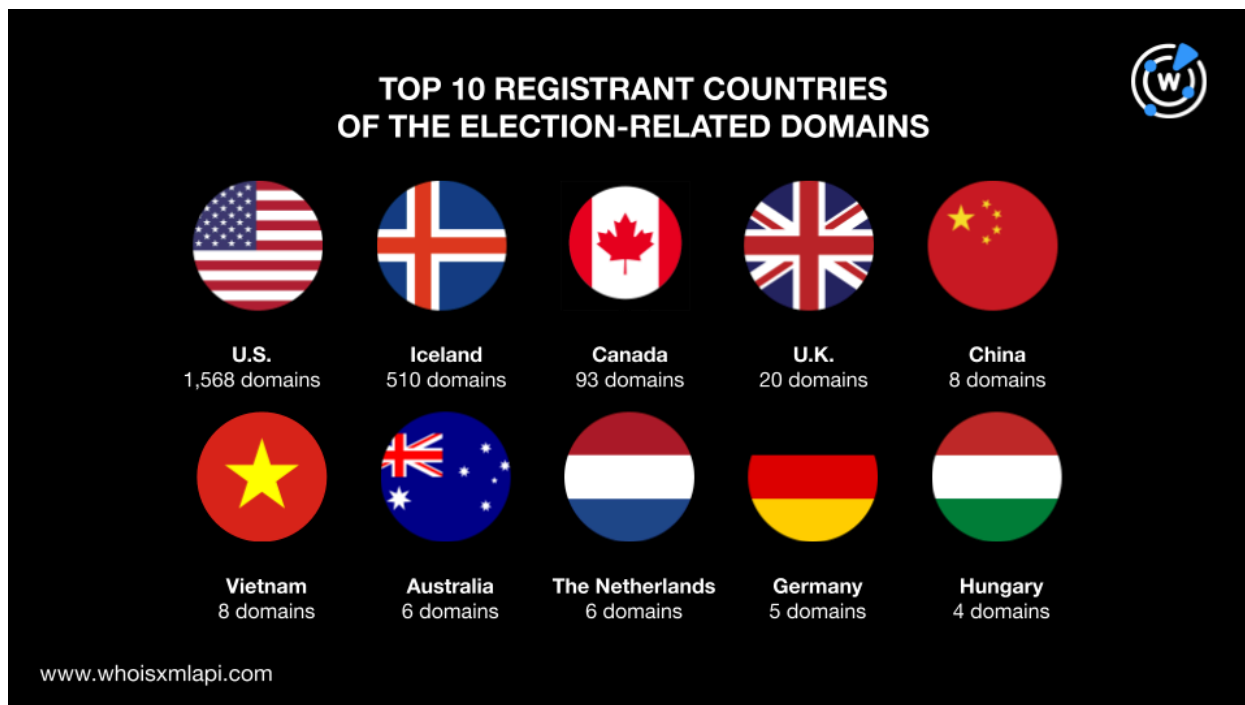 TOP 10 REGISTRANT COUNTRIES
OF THE ELECTION-RELATED DOMAINS
W
U.S.
1,568 domains
Iceland
510 domains
Canada
93 domains
U.K.
20 domains
China
8 domains
Vietnam
8 domains
Australia
6 domains
The Netherlands
6 domains
Germany
5 domains
Hungary
4 domains
www.whoisxmlapi.com